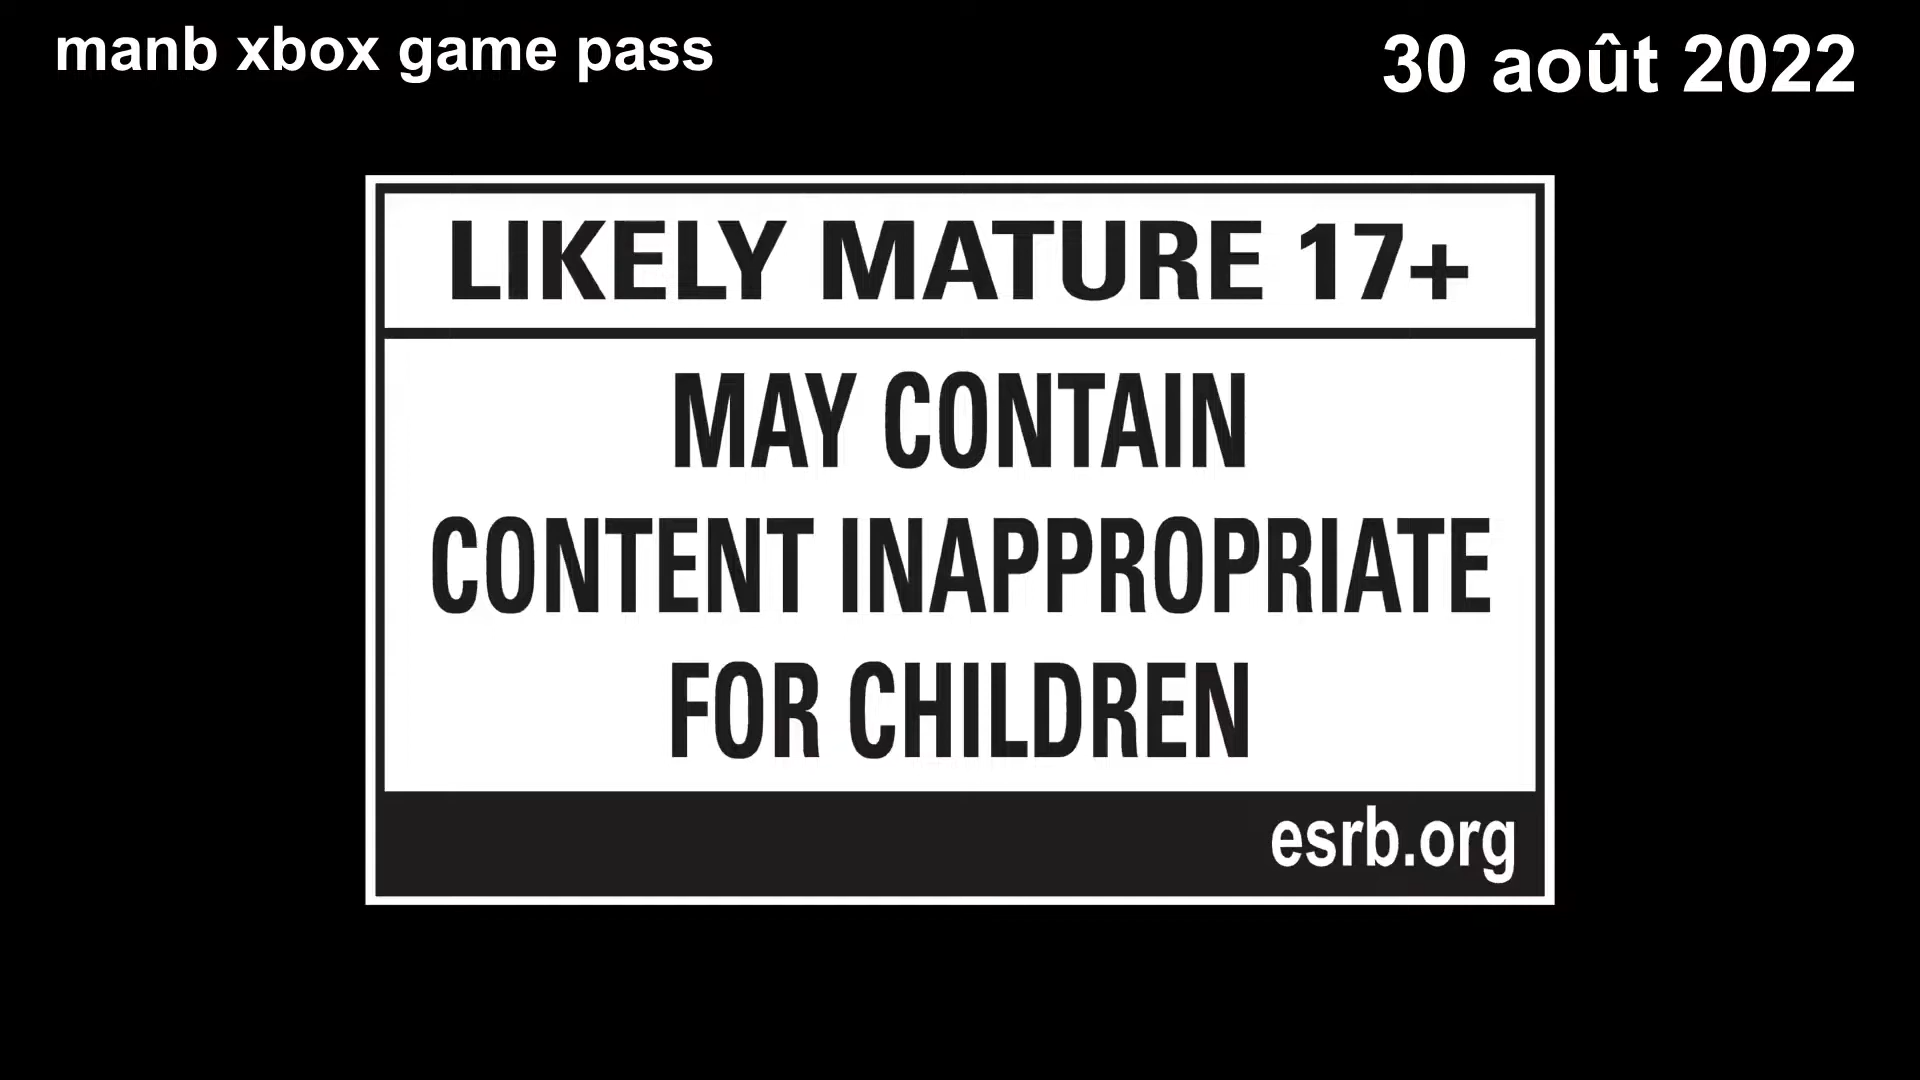 manb xbox game pass
30 août 2022
LIKELY MATURE 17+
MAY CONTAIN
CONTENT INAPPROPRIATE
FOR CHILDREN
esrb.org